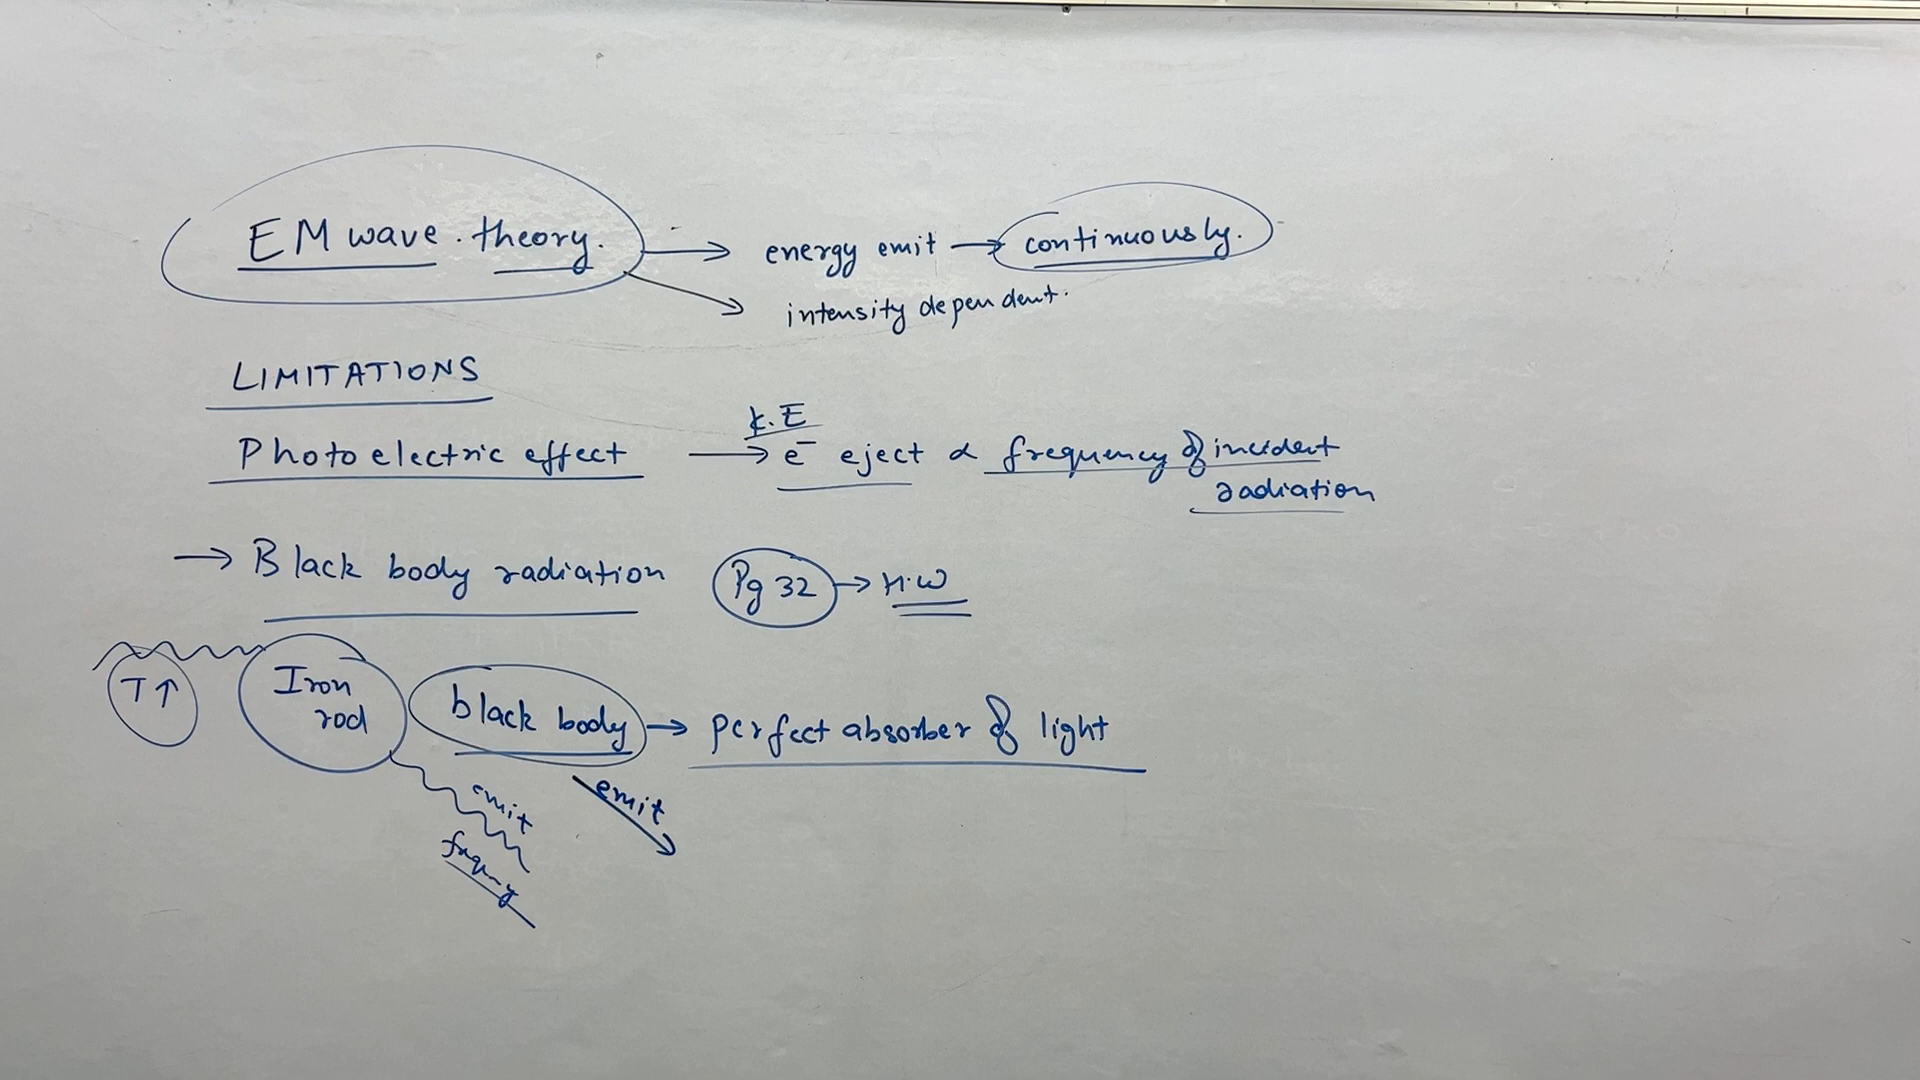 EM wave . theory. → energy emit → continuously.
→ intensity dependent.
LIMITATIONS
K.E
Photoelectric effect → e⁻ eject ∝ frequency of incident
radiation
→ Black body radiation Pg 32 → H.W
T↑ Iron rod black body → perfect absorber of light
emit emit